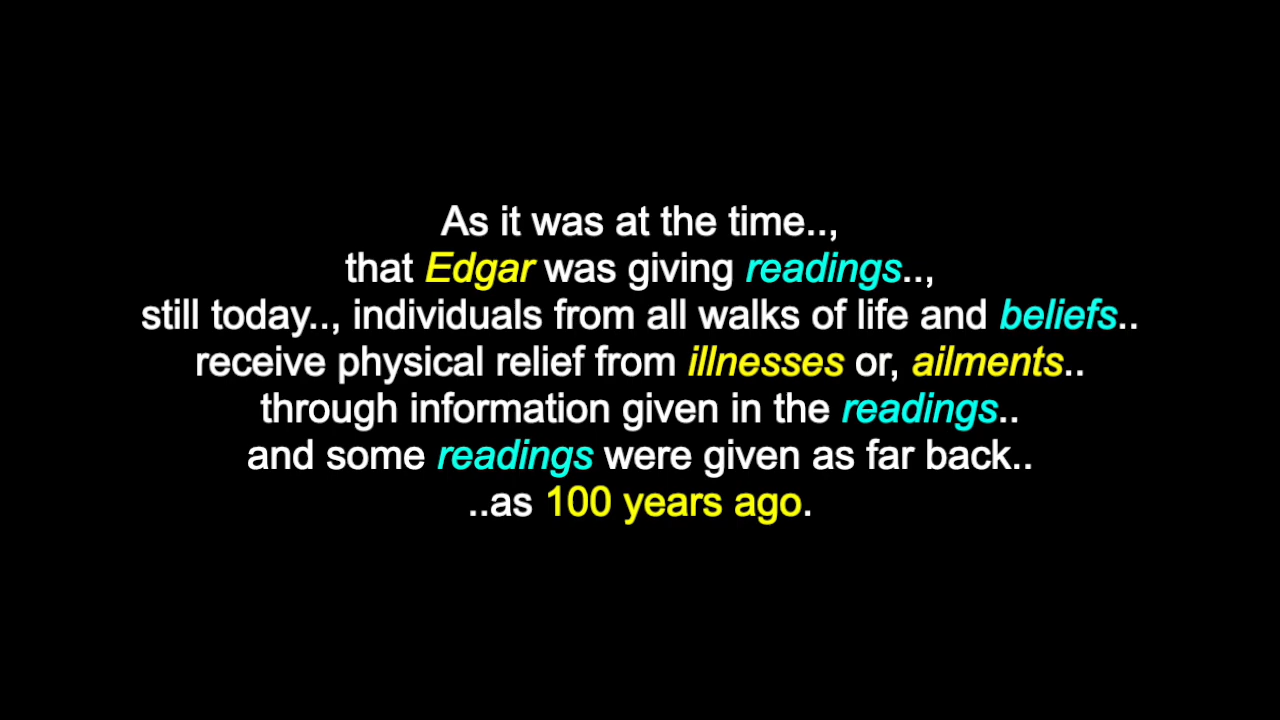 As it was at the time..,
that Edgar was giving readings..,
still today.., individuals from all walks of life and beliefs..
receive physical relief from illnesses or, ailments..
through information given in the readings..
and some readings were given as far back..
..as 100 years ago.